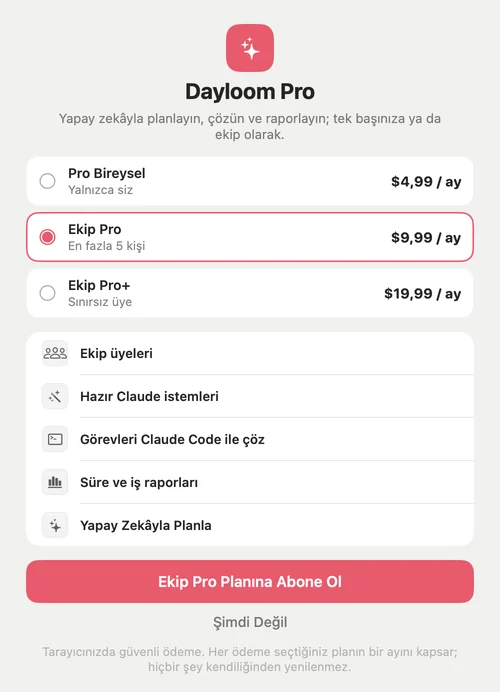 Dayloom Pro
Yapay zekâyla planlayın, çözün ve raporlayın; tek başınıza ya da
ekip olarak.
Pro Bireysel
Yalnızca siz
$4,99 / ay
Ekip Pro
En fazla 5 kişi
$9,99 / ay
Ekip Pro+
Sınırsız üye
$19,99 / ay
Ekip üyeleri
Hazır Claude istemleri
Görevleri Claude Code ile çöz
Süre ve iş raporları
Yapay Zekâyla Planla
Ekip Pro Planına Abone Ol
Şimdi Değil
Tarayıcınızda güvenli ödeme. Her ödeme seçtiğiniz planın bir ayını kapsar;
hiçbir şey kendiliğinden yenilenmez.